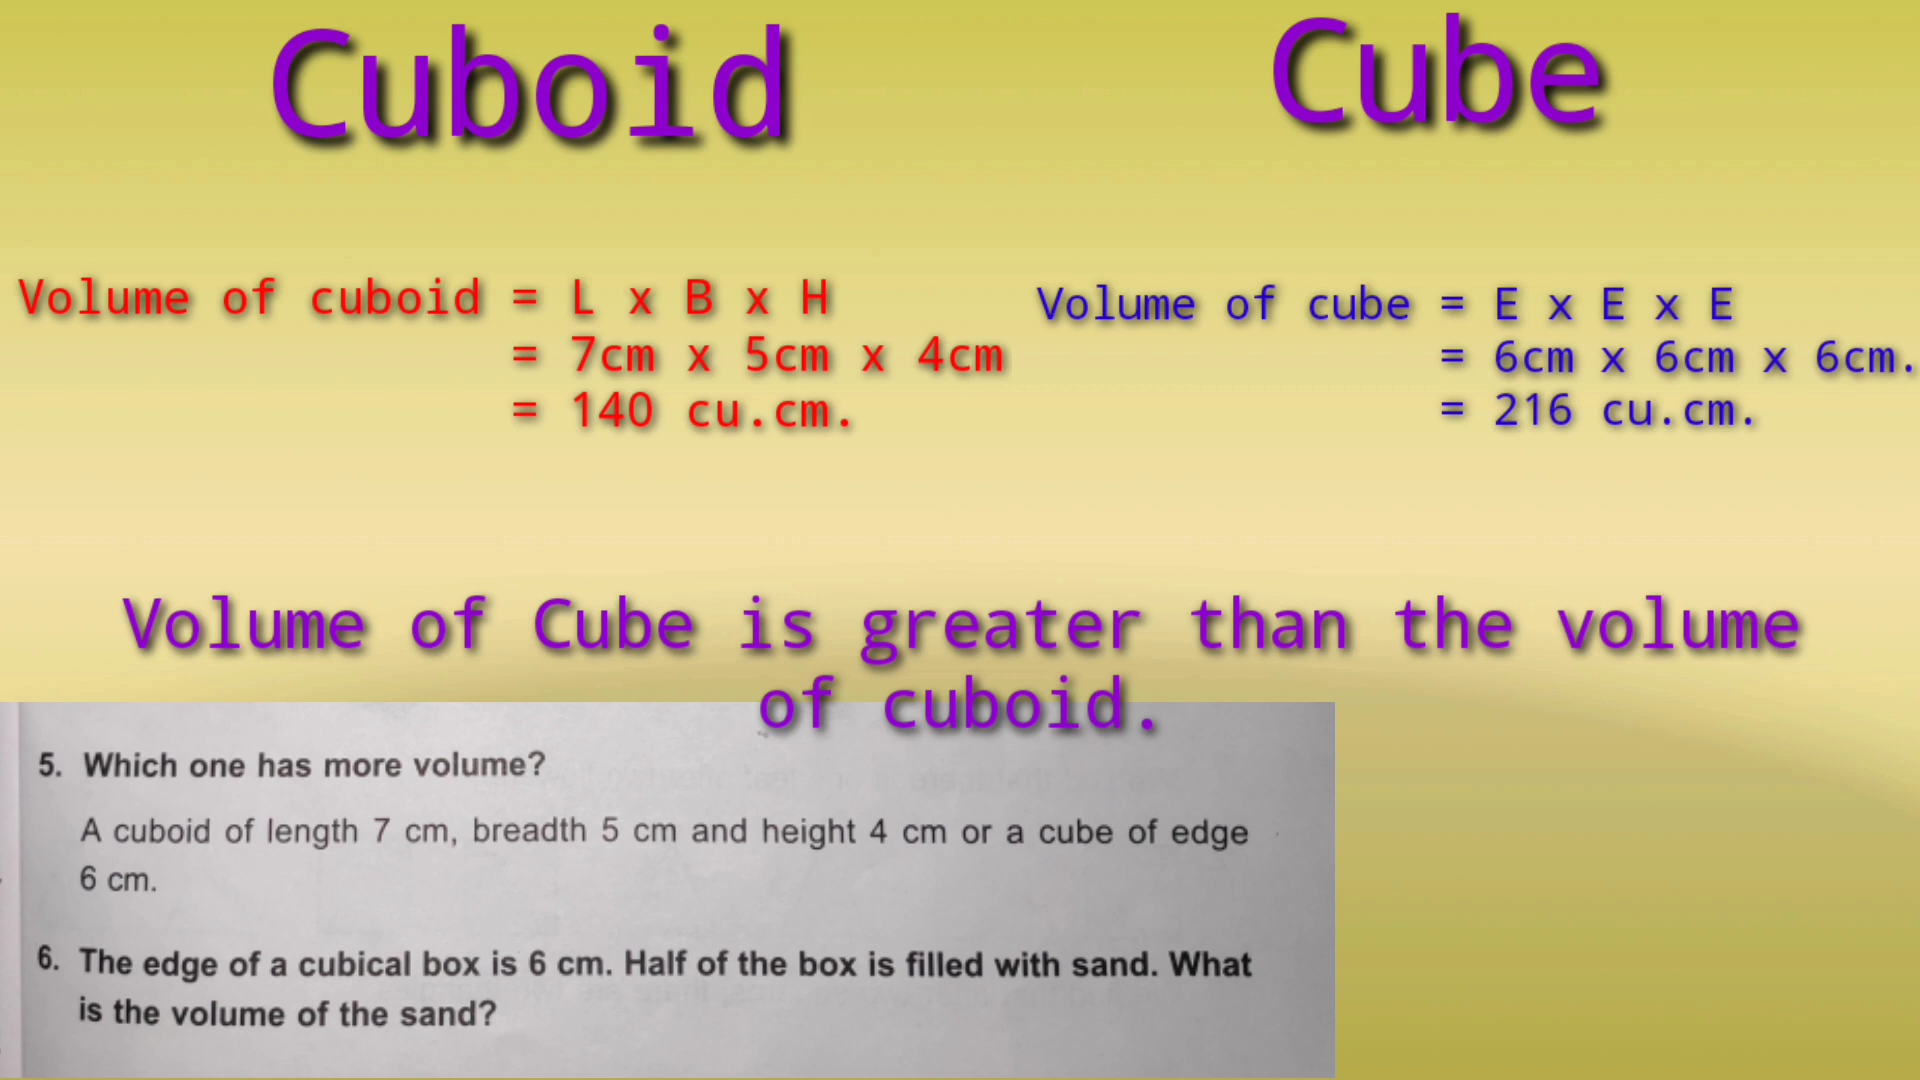 Cuboid
Cube
Volume of cuboid = L x B x H
= 7cm x 5cm x 4cm
= 140 cu.cm.
Volume of cube = E x E x E
= 6cm x 6cm x 6cm.
= 216 cu.cm.
Volume of Cube is greater than the volume
of cuboid.
5. Which one has more volume?
A cuboid of length 7 cm, breadth 5 cm and height 4 cm or a cube of edge
6 cm.
6. The edge of a cubical box is 6 cm. Half of the box is filled with sand. What
is the volume of the sand?